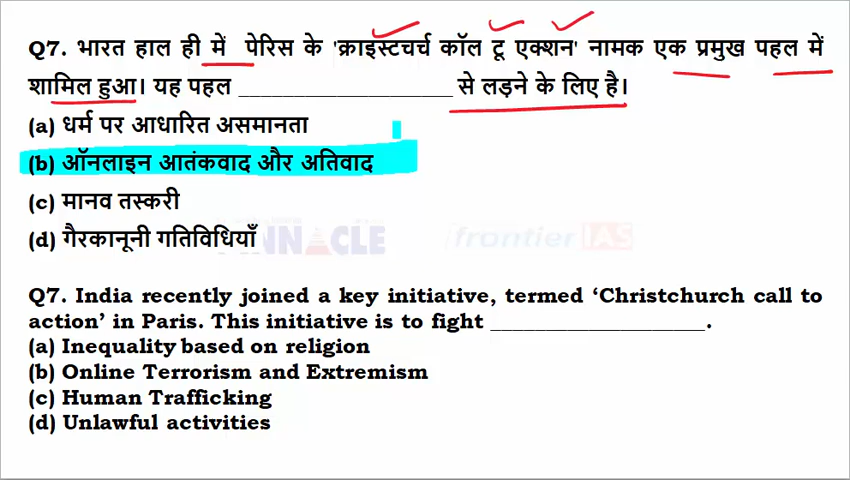 Q7. भारत हाल ही में पेरिस के 'क्राइस्टचर्च कॉल टू एक्शन' नामक एक प्रमुख पहल में
शामिल हुआ। यह पहल ____________________ से लड़ने के लिए है।
(a) धर्म पर आधारित असमानता
(b) ऑनलाइन आतंकवाद और अतिवाद
(c) मानव तस्करी
(d) गैरकानूनी गतिविधियाँ
PINNACLE
frontier IAS
Q7. India recently joined a key initiative, termed ‘Christchurch call to
action’ in Paris. This initiative is to fight ____________________.
(a) Inequality based on religion
(b) Online Terrorism and Extremism
(c) Human Trafficking
(d) Unlawful activities